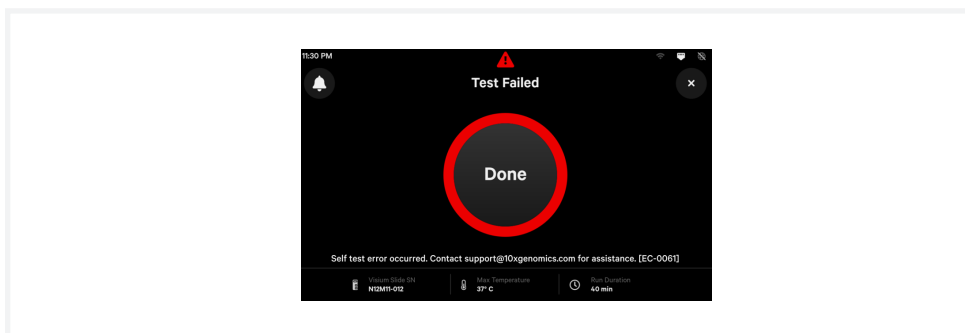 11:30 PM
Test Failed
Done
Self test error occurred. Contact support@10xgenomics.com for assistance. [EC-0061]
Visium Slide SN
N12M11-012
Max Temperature
37° C
Run Duration
40 min